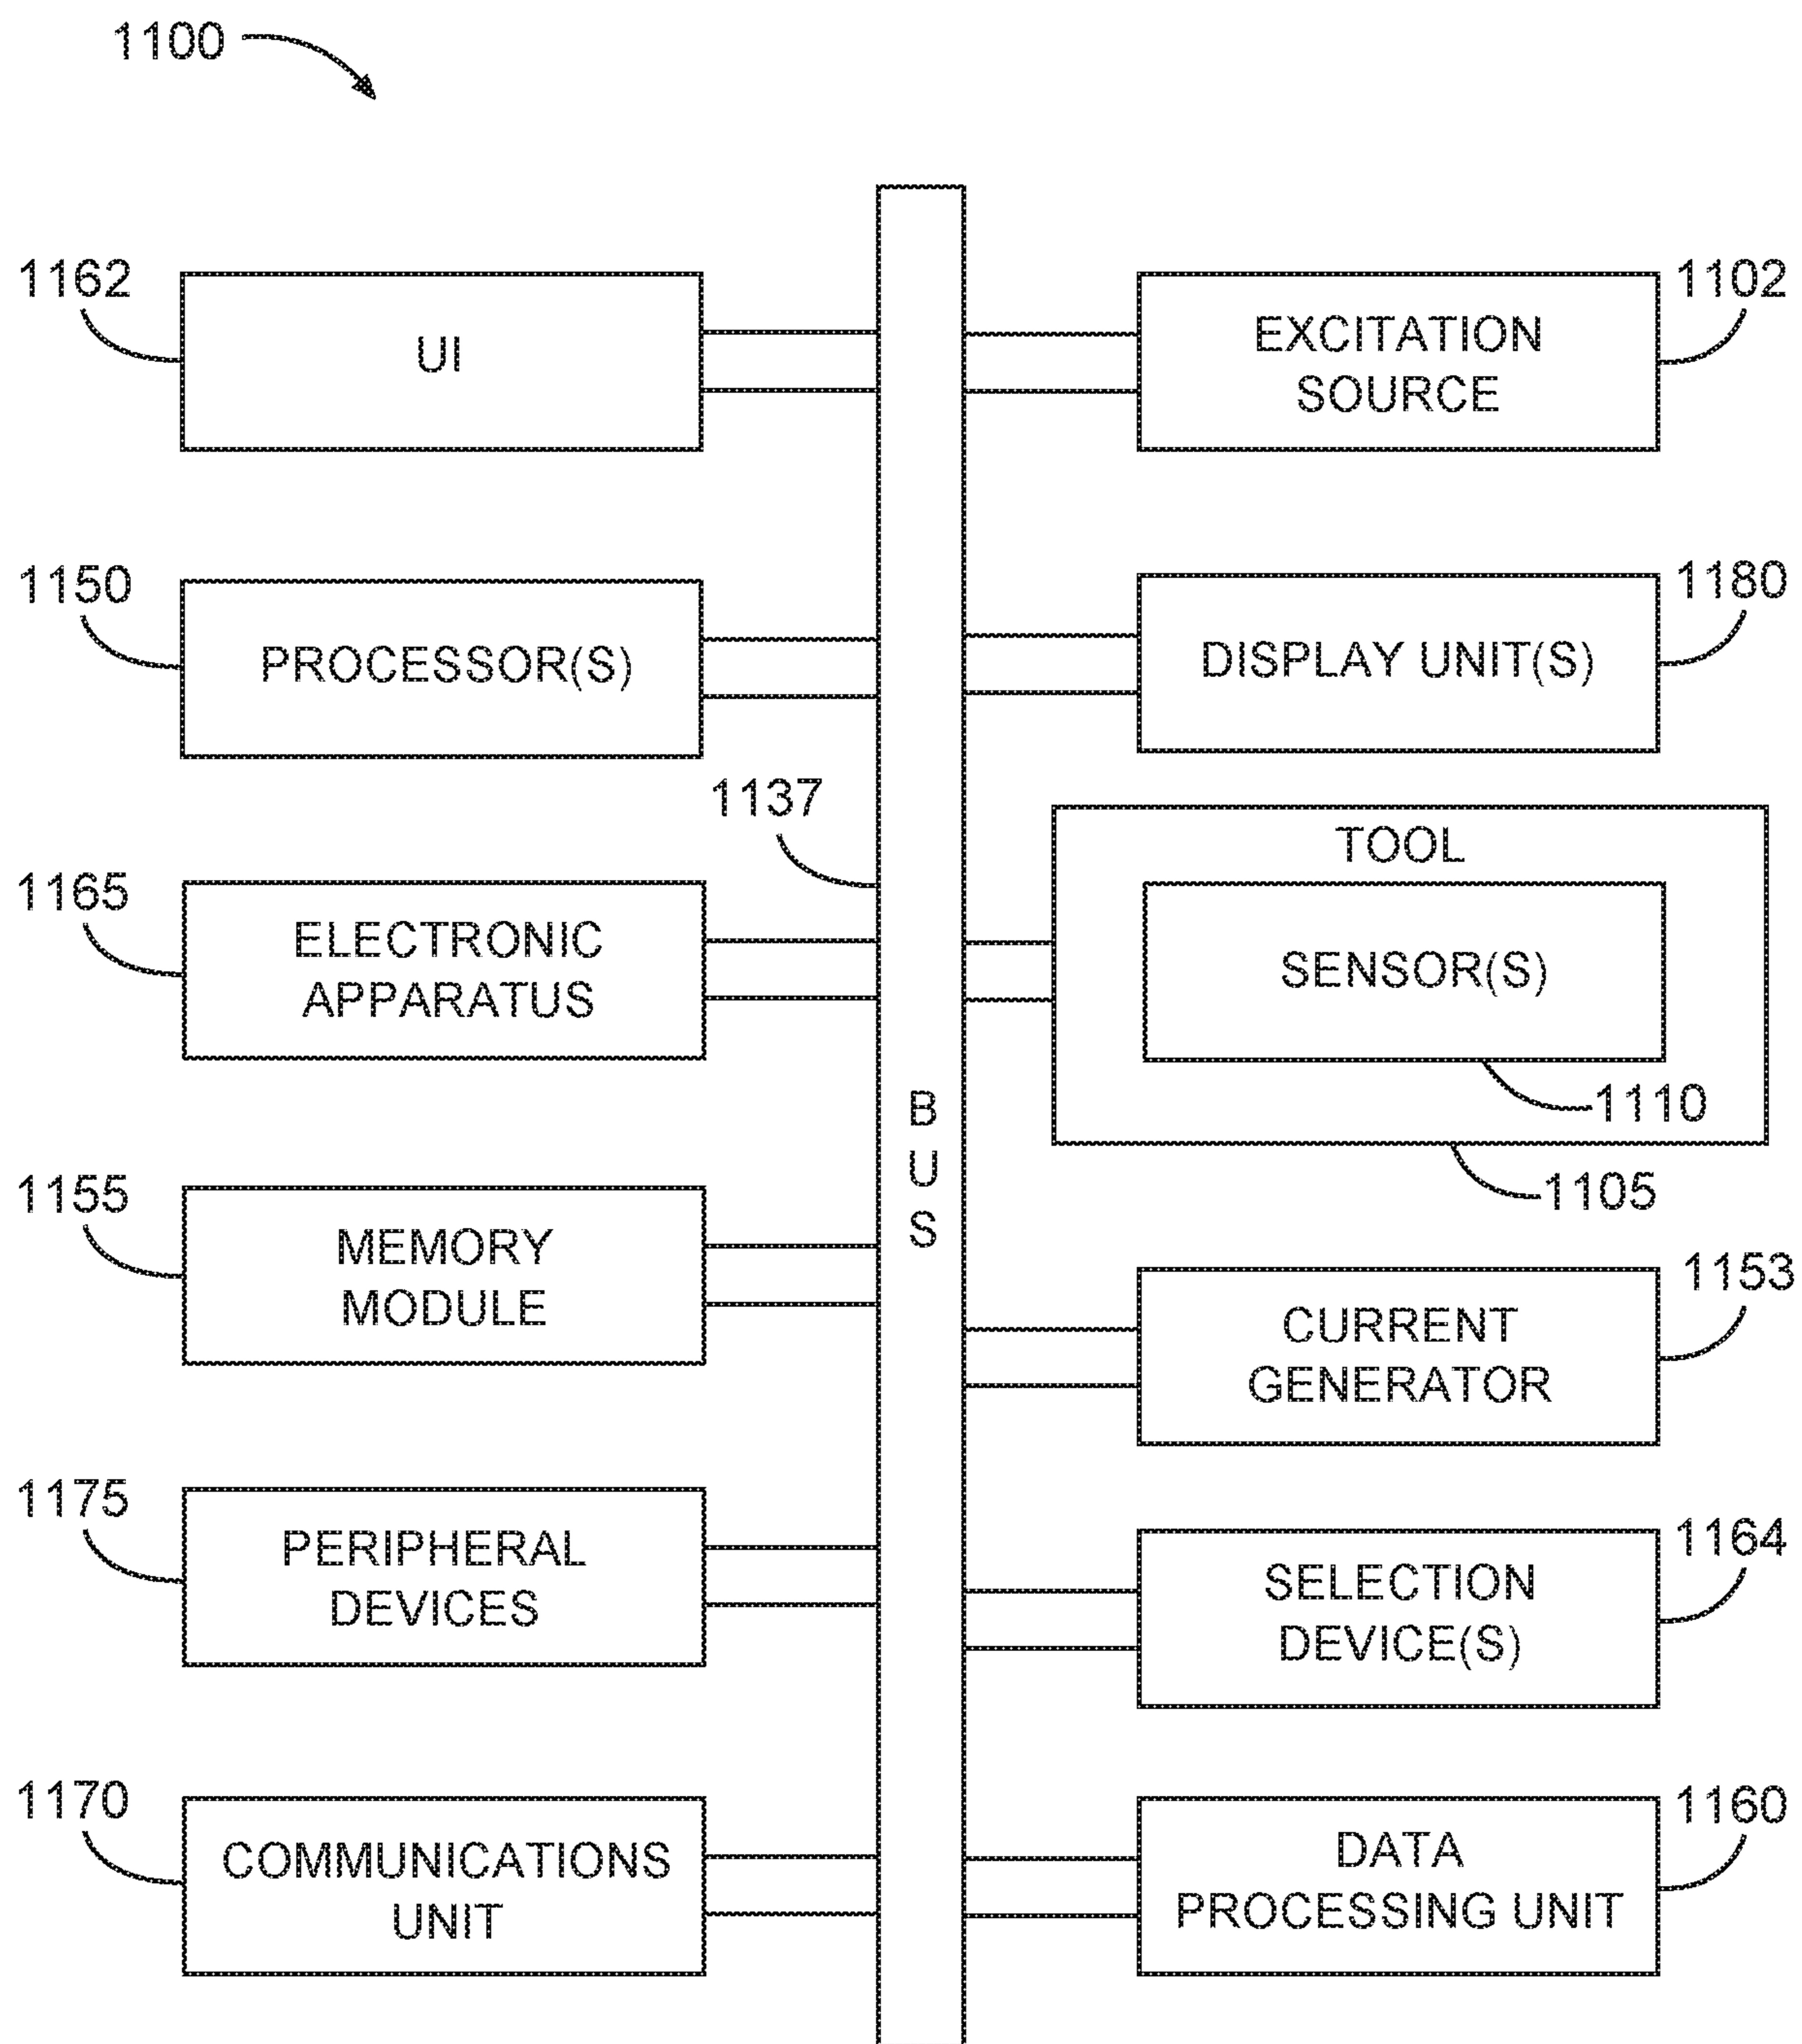 1100
1162
UI
1102
EXCITATION
SOURCE
1150
PROCESSOR(S)
1180
DISPLAY UNIT(S)
1137
1165
ELECTRONIC
APPARATUS
TOOL
SENSOR(S)
1110
1105
BUS
1155
MEMORY
MODULE
1153
CURRENT
GENERATOR
1175
PERIPHERAL
DEVICES
1164
SELECTION
DEVICE(S)
1170
COMMUNICATIONS
UNIT
1160
DATA
PROCESSING UNIT